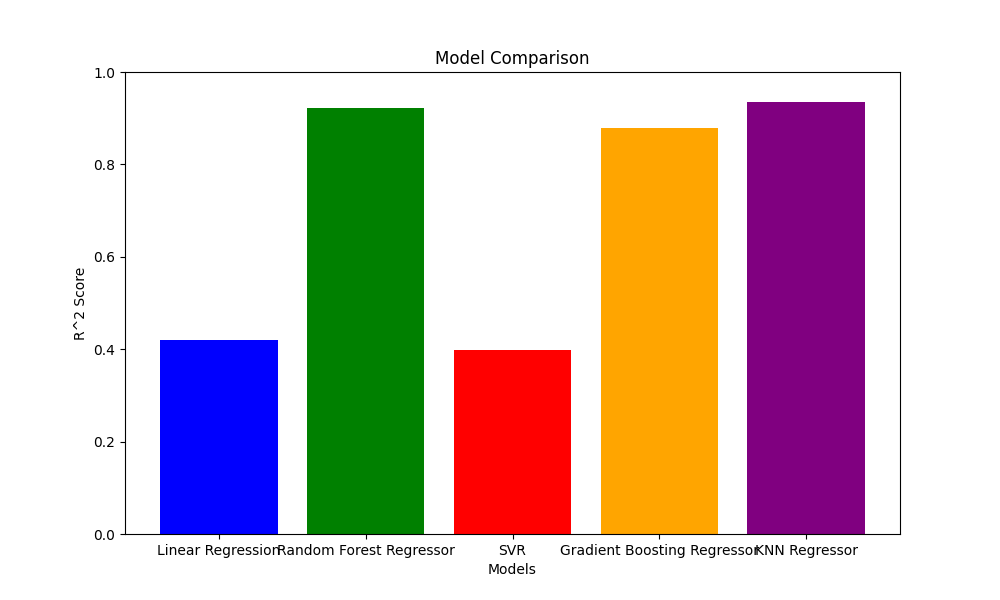 Model Comparison
1.0
0.8
0.6
0.4
0.2
0.0
R^2 Score
Linear Regression
Random Forest Regressor
SVR
Gradient Boosting Regressor
KNN Regressor
Models